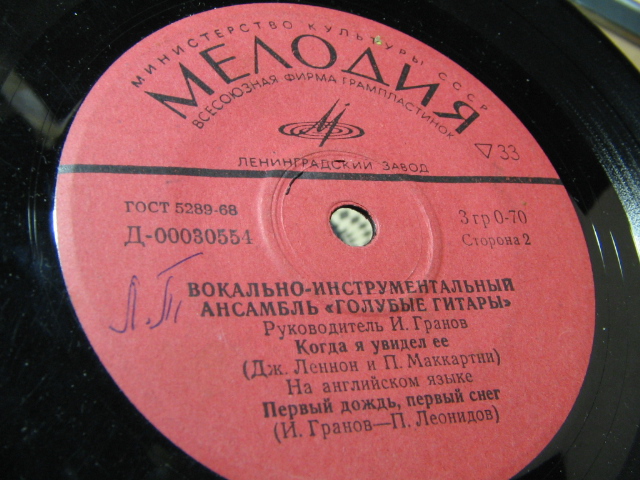 МИНИСТЕРСТВО КУЛЬТУРЫ СССР
МЕЛОДИЯ
ВСЕСОЮЗНАЯ ФИРМА ГРАМПЛАСТИНОК
ЛЕНИНГРАДСКИЙ ЗАВОД
▽33
ГОСТ 5289-68
3 гр 0-70
Д-00030554
Сторона 2
Л.Т
ВОКАЛЬНО-ИНСТРУМЕНТАЛЬНЫЙ
АНСАМБЛЬ «ГОЛУБЫЕ ГИТАРЫ»
Руководитель И. Гранов
Когда я увидел ее
(Дж. Леннон и П. Маккартни)
На английском языке
Первый дождь, первый снег
(И. Гранов—П. Леонидов)